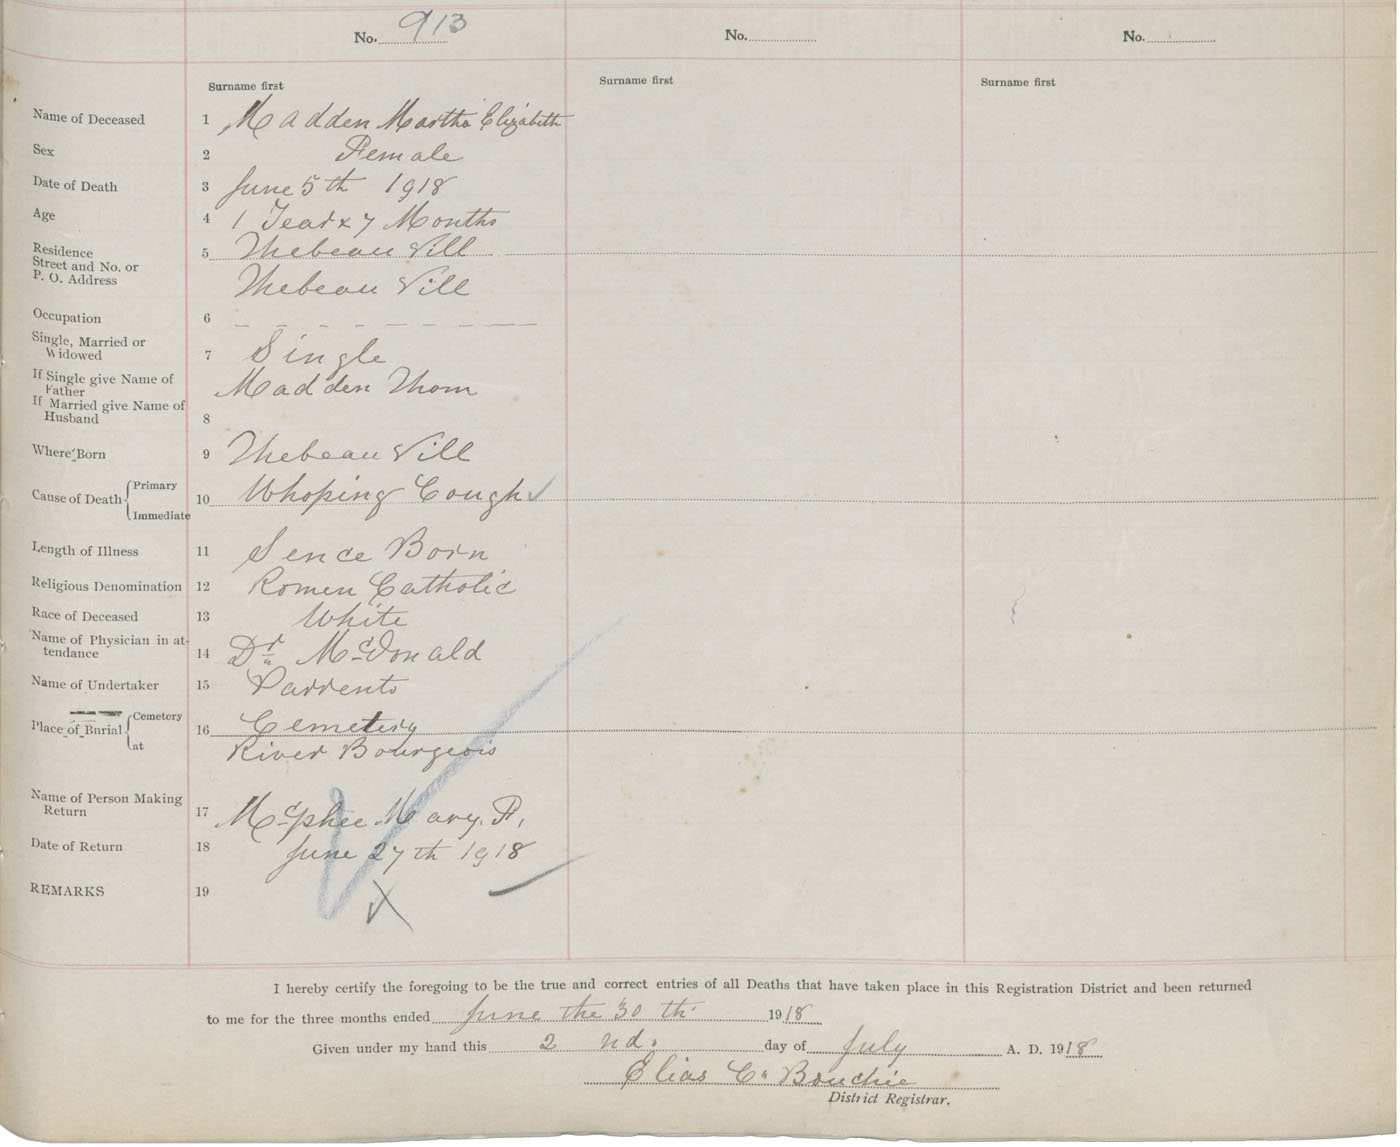 No. 913 No. No.
Surname first Surname first Surname first
Name of Deceased 1 Madden Martha Elizabeth
Sex 2 Female
Date of Death 3 June 5th 1918
Age 4 1 Year & 7 Months
Residence 5 Thebeau Vill
Street and No. or
P. O. Address Thebeau Vill
Occupation 6 – – – – – – –
Single, Married or
Widowed 7 Single
If Single give Name of
Father Madden Thom
If Married give Name of
Husband 8
Where Born 9 Thebeau Vill
Cause of Death { Primary
10 Whoping Cough ✓
Immediate
Length of Illness 11 Sence Born
Religious Denomination 12 Romen Catholic
Race of Deceased 13 White
Name of Physician in at-
tendance 14 Dr McDonald
Name of Undertaker 15 Parrents
Place of Burial { Cemetery 16 Cemetery
at River Bourgeois
Name of Person Making
Return 17 McPhee Mary. P.
Date of Return 18 June 27th 1918
REMARKS 19
I hereby certify the foregoing to be the true and correct entries of all Deaths that have taken place in this Registration District and been returned
to me for the three months ended June the 30 th. 1918
Given under my hand this 2 nd. day of July A. D. 1918
Elias C. Bouchie
District Registrar.